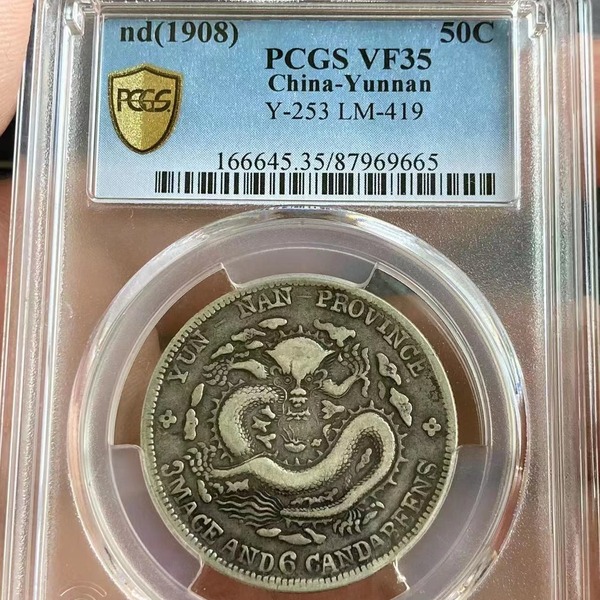 nd(1908) 50C
PCGS VF35
China-Yunnan
Y-253 LM-419
PCGS
166645.35/87969665
YUN - NAN - PROVINCE
3 MACE AND 6 CANDAREENS